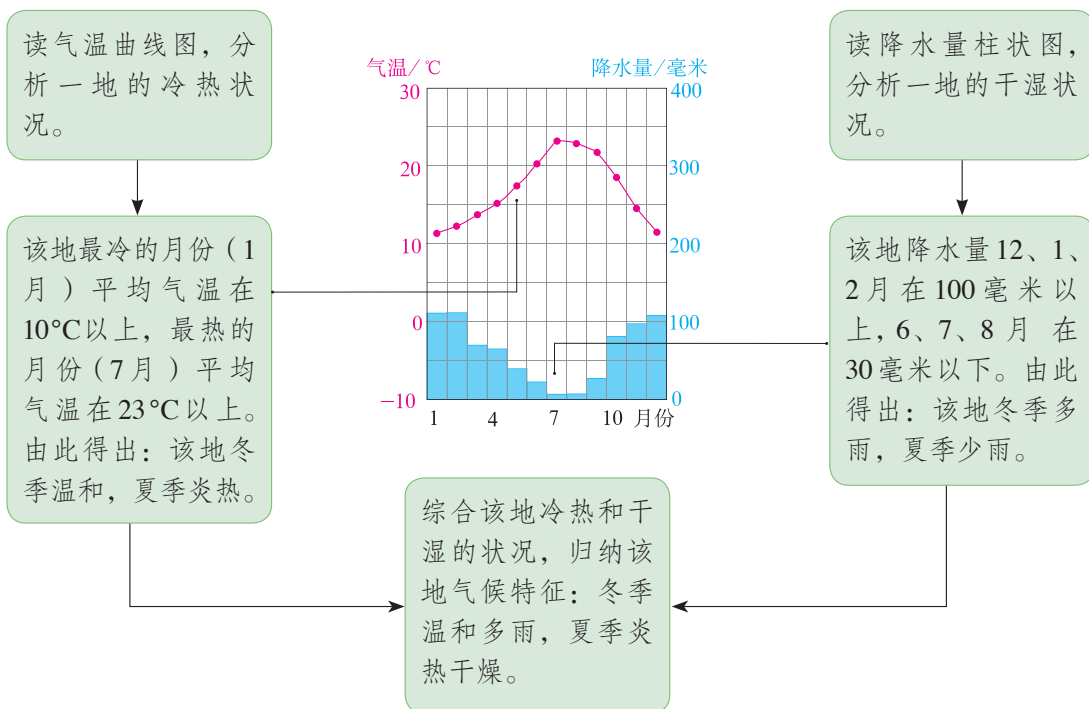 读气温曲线图，分
析一地的冷热状
况。
该地最冷的月份（1
月）平均气温在
10℃以上，最热的
月份（7月）平均
气温在23℃以上。
由此得出：该地冬
季温和，夏季炎热。
气温/℃
降水量/毫米
30
20
10
0
-10
400
300
200
100
0
1
4
7
10
月份
读降水量柱状图，
分析一地的干湿状
况。
该地降水量12、1、
2月在100毫米以
上，6、7、8月在
30毫米以下。由此
得出：该地冬季多
雨，夏季少雨。
综合该地冷热和干
湿的状况，归纳该
地气候特征：冬季
温和多雨，夏季炎
热干燥。